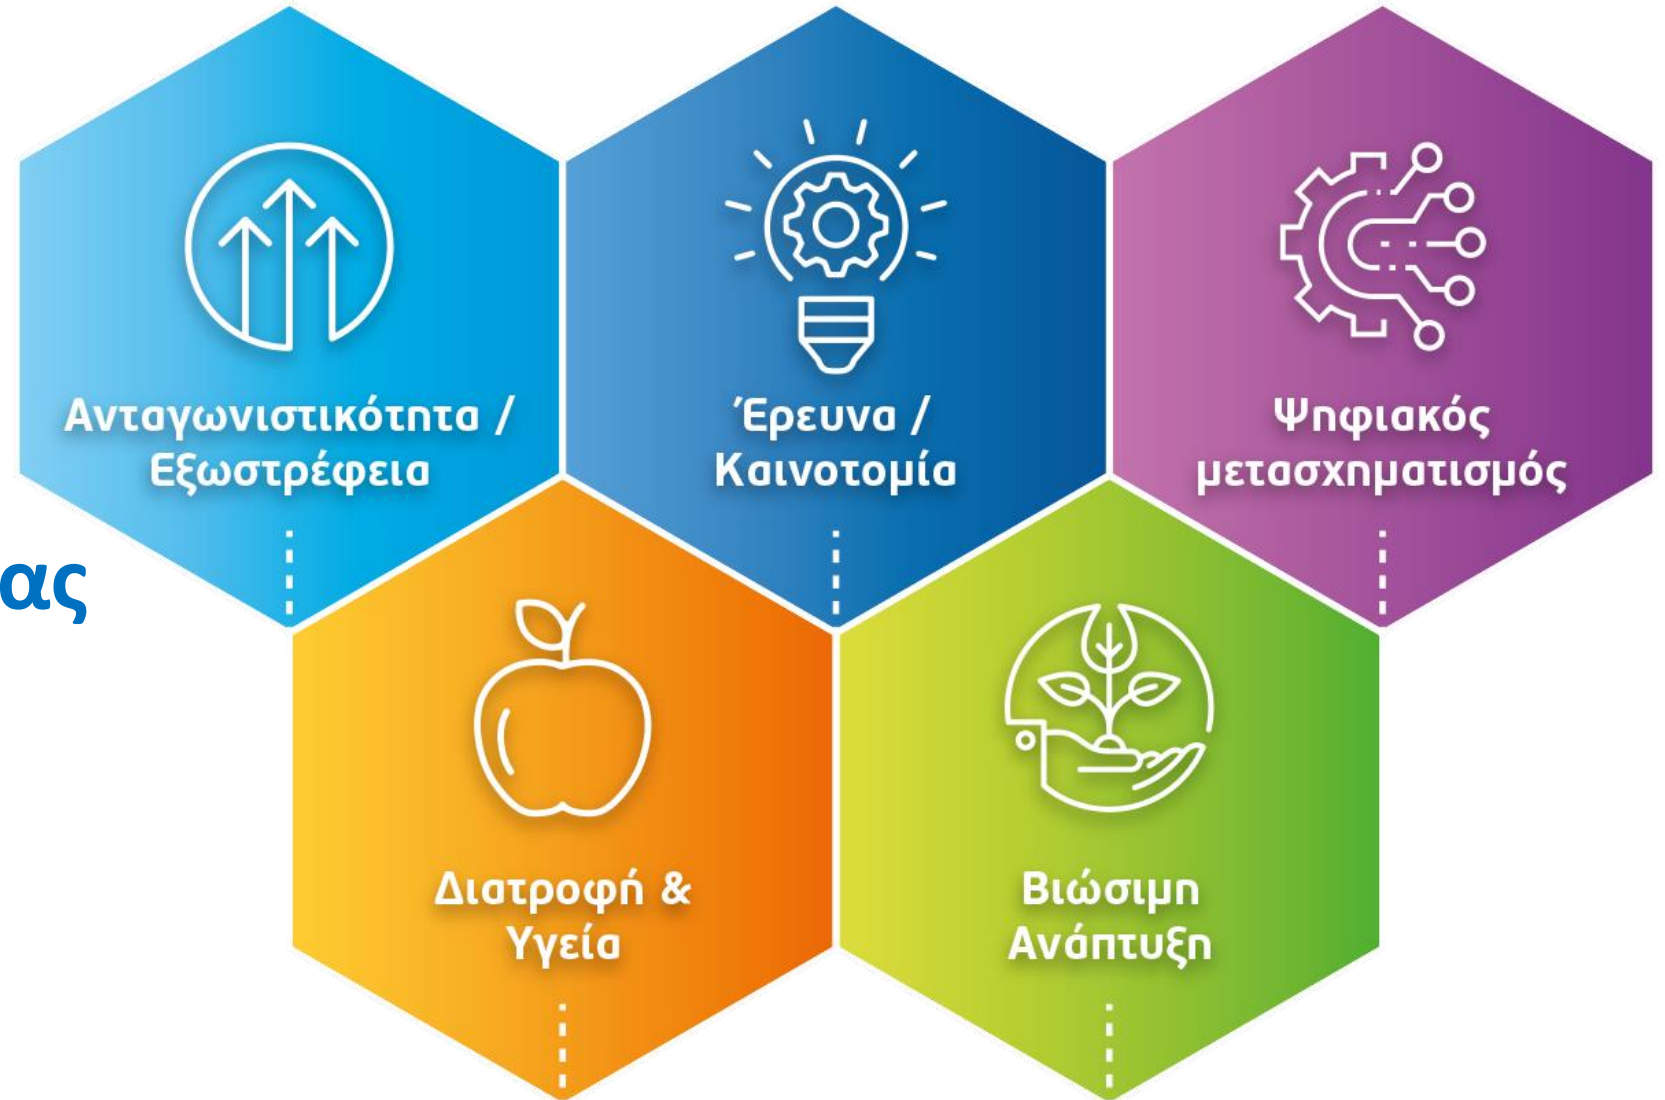 Ανταγωνιστικότητα /
Εξωστρέφεια
Έρευνα /
Καινοτομία
Ψηφιακός
μετασχηματισμός
ας
Διατροφή &
Υγεία
Βιώσιμη
Ανάπτυξη